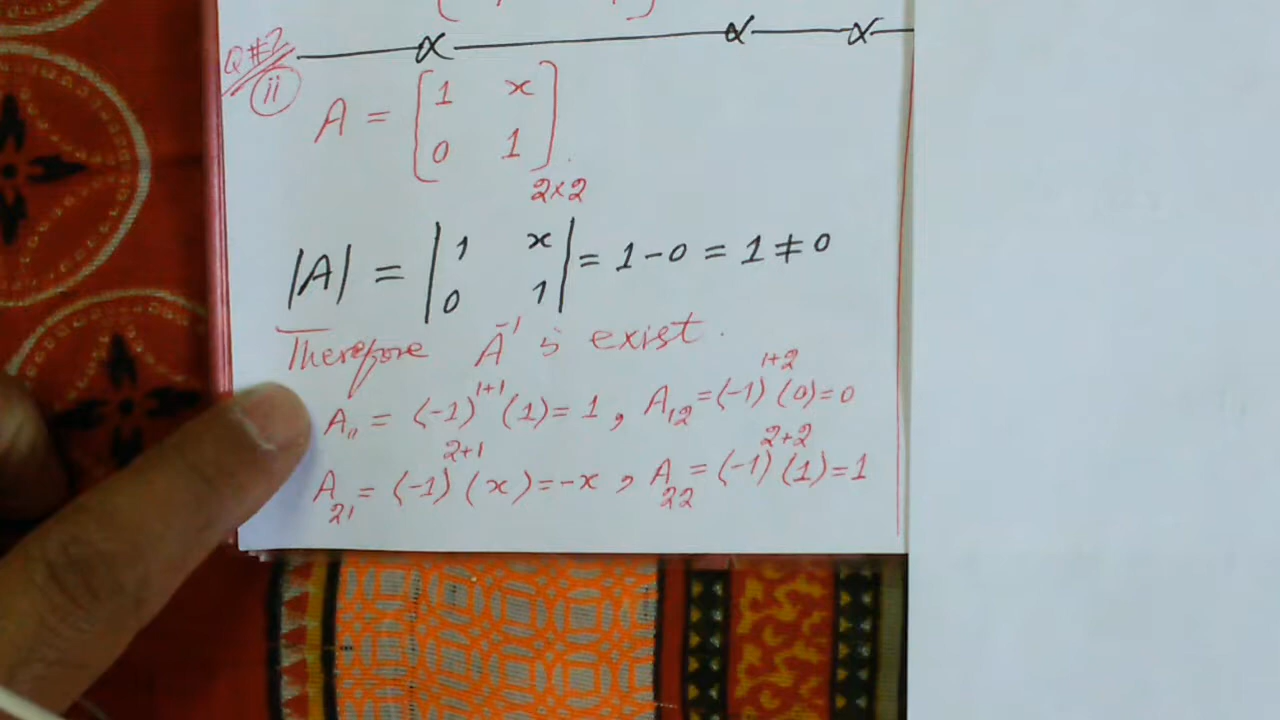 Q#2
ii
A = [1 x
0 1] 2×2
|A| = |1 x
0 1| = 1-0 = 1 ≠ 0
Therefore A⁻¹ is exist.
A₁₁ = (-1)¹⁺¹ (1) = 1 , A₁₂ = (-1)¹⁺² (0) = 0
A₂₁ = (-1)²⁺¹ (x) = -x , A₂₂ = (-1)²⁺² (1) = 1